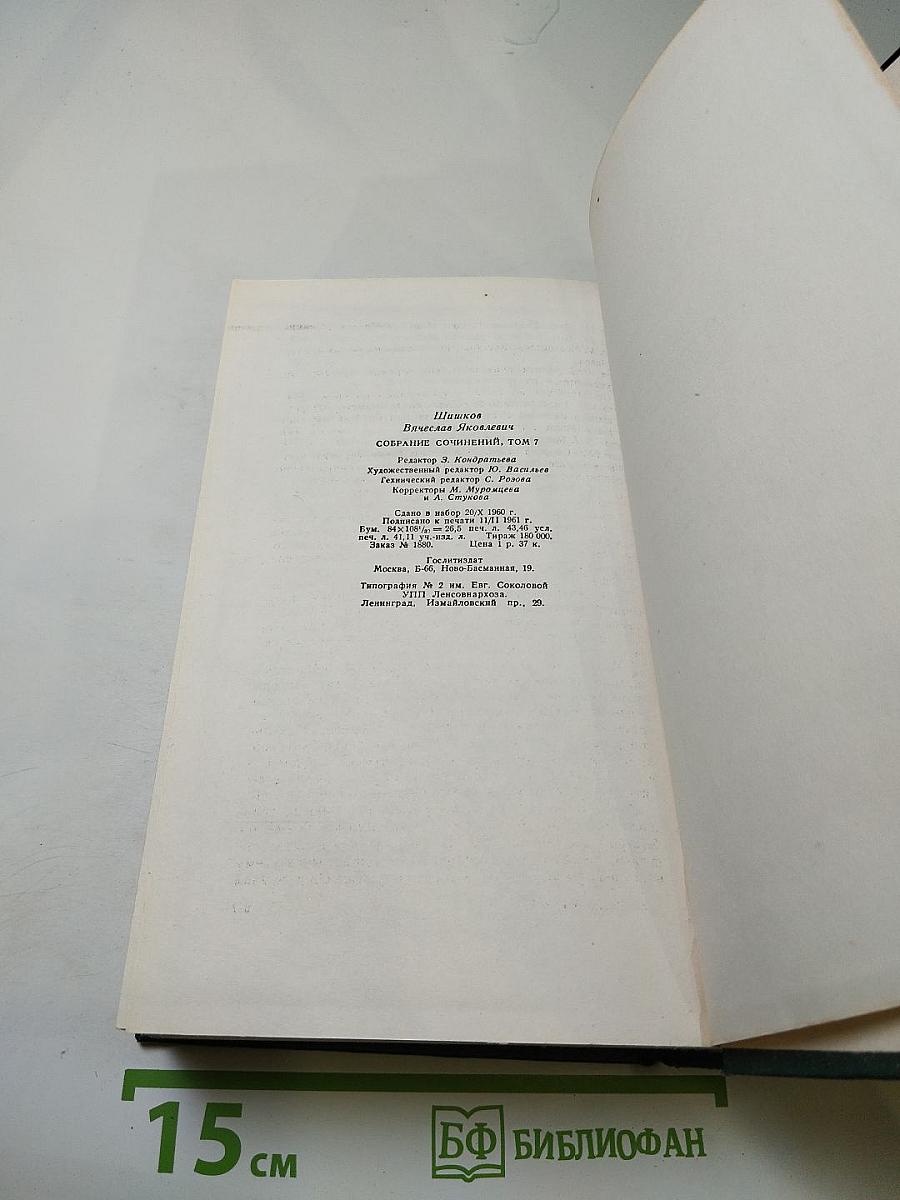 Шишков
Вячеслав Яковлевич
СОБРАНИЕ СОЧИНЕНИЙ, ТОМ 7
Редактор Э. Кондратьева
Художественный редактор Ю. Васильев
Технический редактор С. Розова
Корректоры М. Муромцева
и А. Стукова
Сдано в набор 20/X 1960 г.
Подписано к печати 11/II 1961 г.
Бум. 84×108¹/₃₂ = 26,5 печ. л. 43,46 усл.
печ. л. 41,11 уч.-изд. л. Тираж 180 000.
Заказ № 1880. Цена 1 р. 37 к.
Гослитиздат
Москва, Б-66, Ново-Басманная, 19.
Типография № 2 им. Евг. Соколовой
УПП Ленсовнархоза.
Ленинград, Измайловский пр., 29.
15 см
БФ БИБЛИОФАН